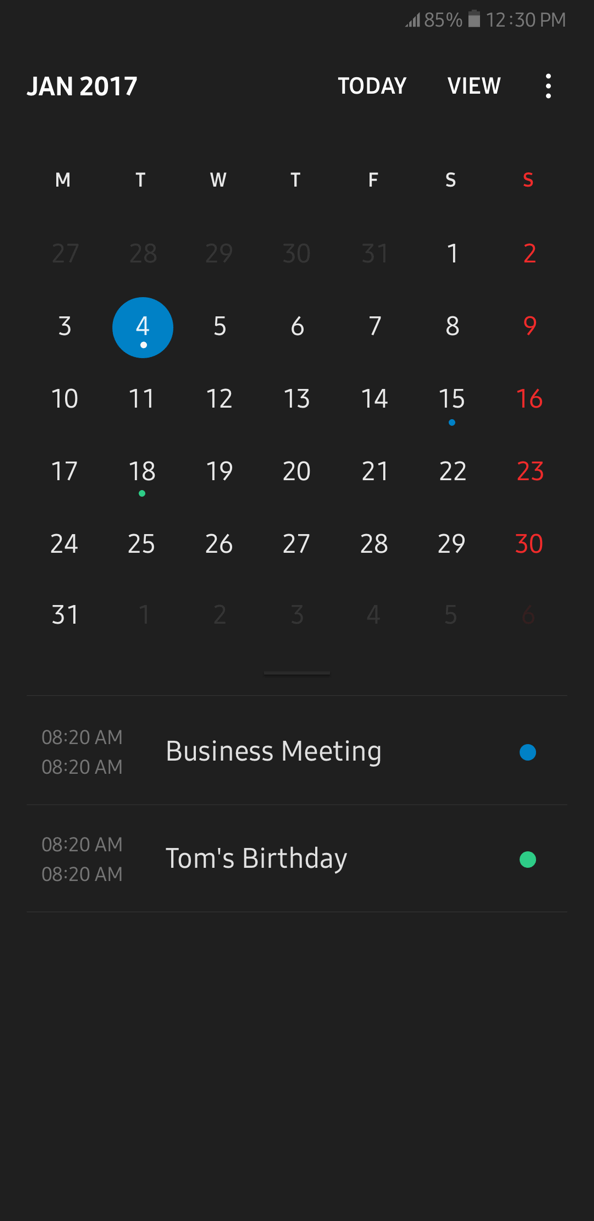 85% 12:30 PM
JAN 2017 TODAY VIEW
M T W T F S S
27 28 29 30 31 1 2
3 4 5 6 7 8 9
10 11 12 13 14 15 16
17 18 19 20 21 22 23
24 25 26 27 28 29 30
31 1 2 3 4 5 6
08:20 AM
08:20 AM
Business Meeting
08:20 AM
08:20 AM
Tom's Birthday